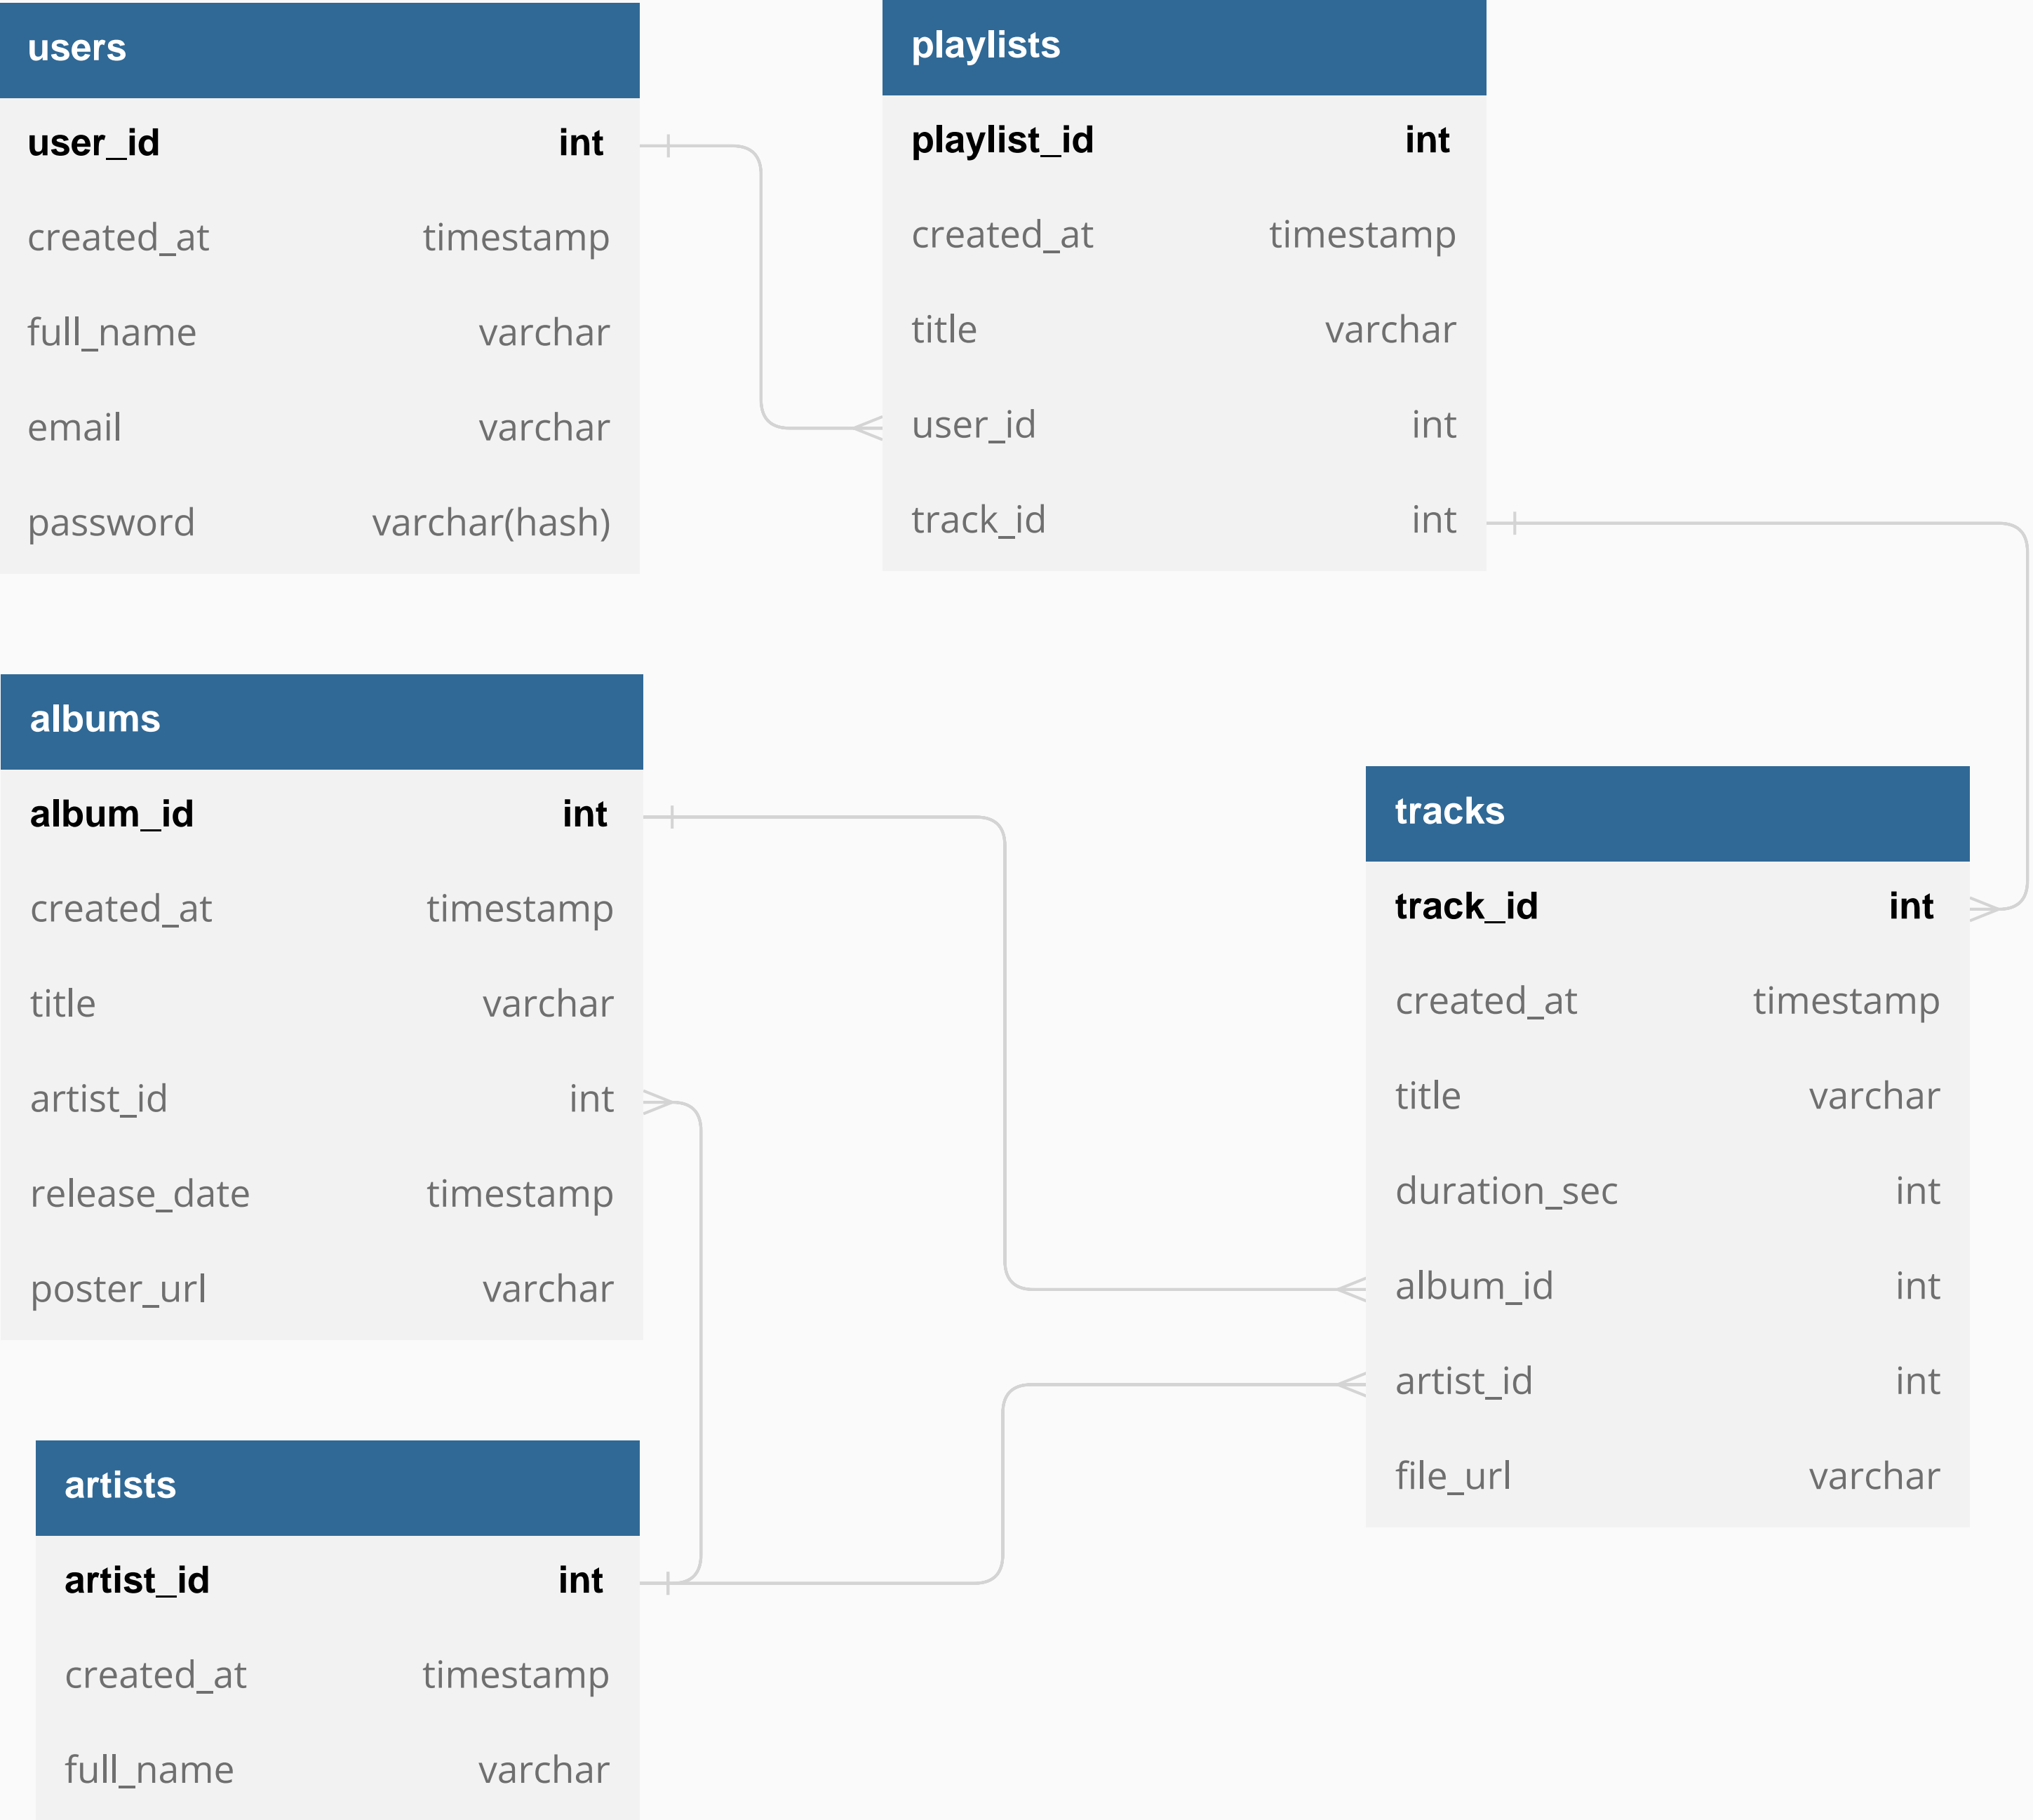 users
user_id int
created_at timestamp
full_name varchar
email varchar
password varchar(hash)
playlists
playlist_id int
created_at timestamp
title varchar
user_id int
track_id int
albums
album_id int
created_at timestamp
title varchar
artist_id int
release_date timestamp
poster_url varchar
tracks
track_id int
created_at timestamp
title varchar
duration_sec int
album_id int
artist_id int
file_url varchar
artists
artist_id int
created_at timestamp
full_name varchar